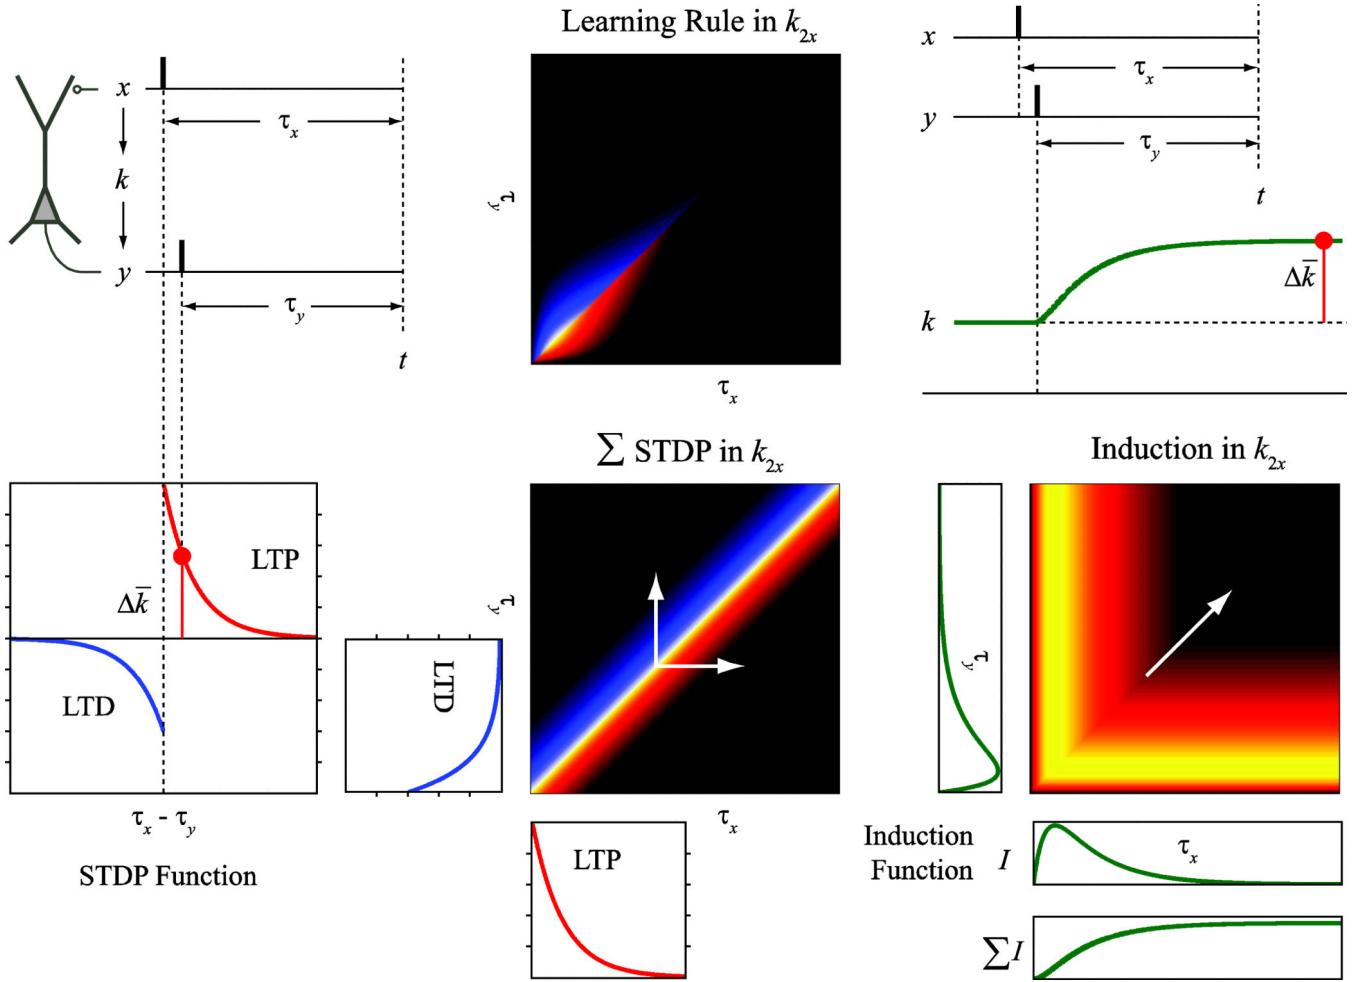 Learning Rule in k2x
x
k
y
τx
τy
t
τy
τx
x
y
τx
τy
t
k
Δk̅
∑ STDP in k2x
Induction in k2x
LTP
Δk̅
LTD
τx - τy
STDP Function
LTD
τy
τx
LTP
τy
Induction
Function
I
τx
∑I